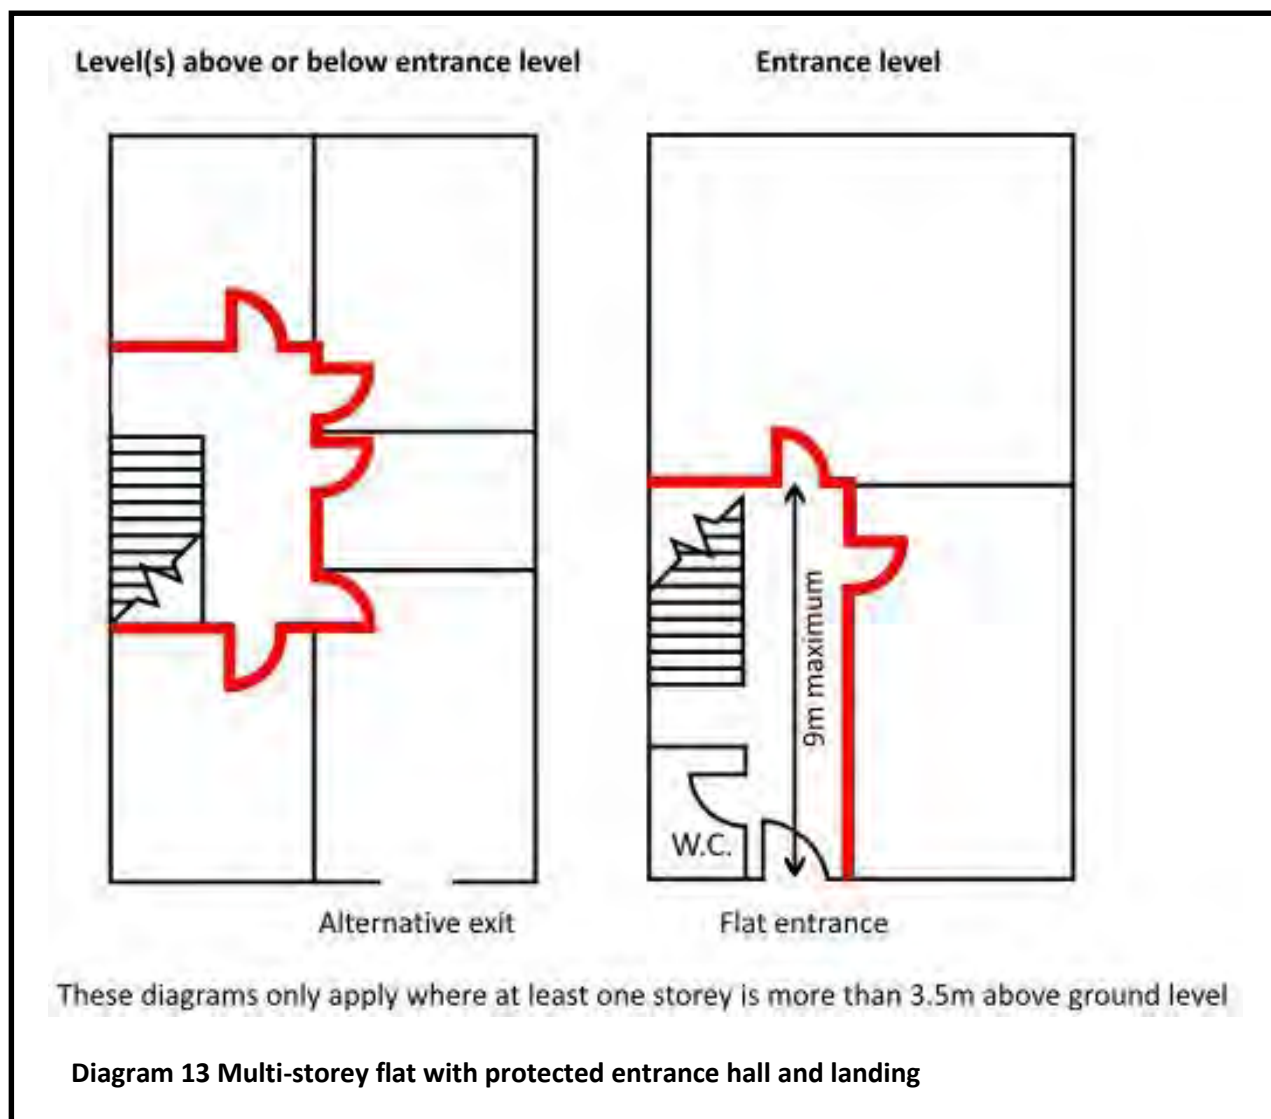 Level(s) above or below entrance level
Entrance level
9m maximum
W.C.
Alternative exit
Flat entrance
These diagrams only apply where at least one storey is more than 3.5m above ground level
Diagram 13 Multi-storey flat with protected entrance hall and landing